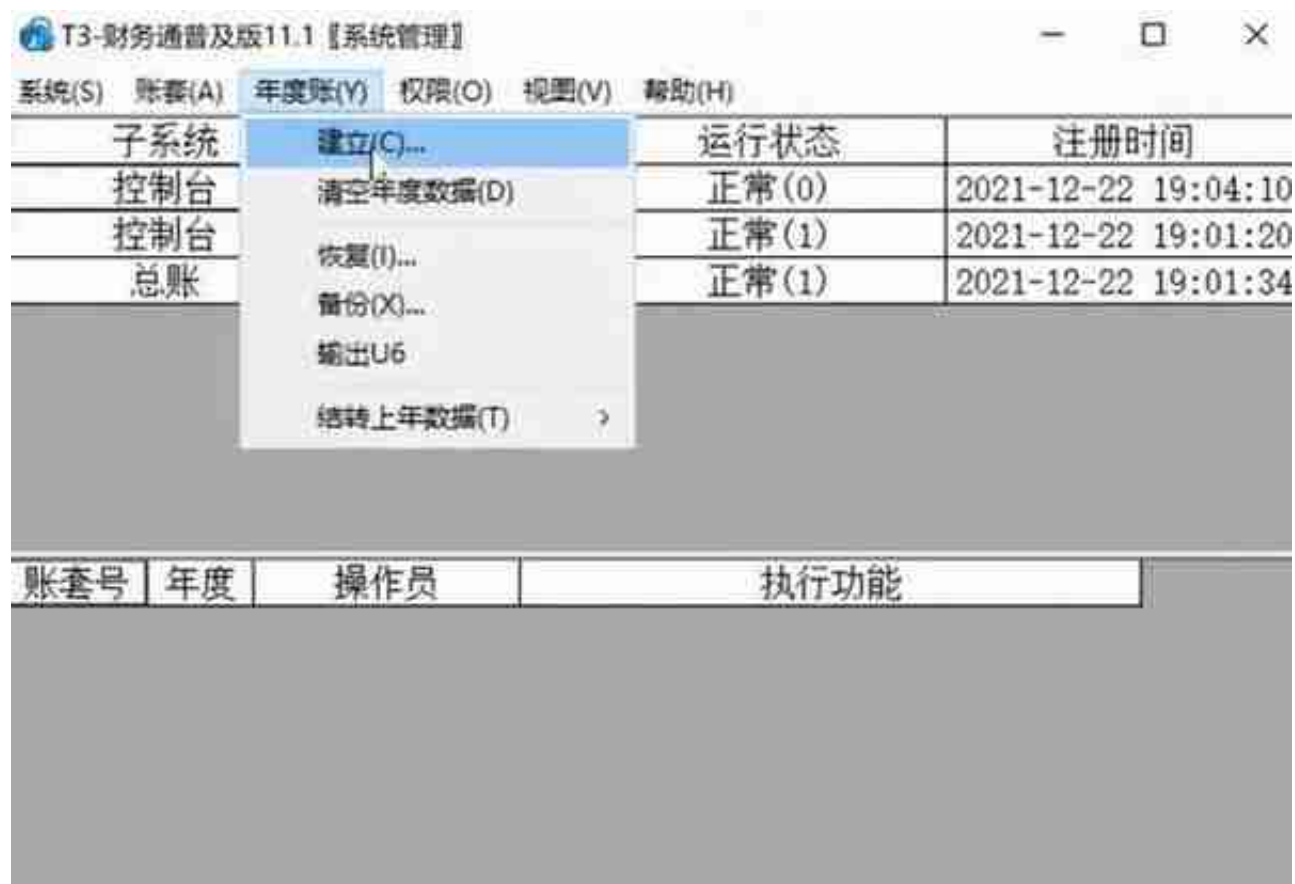 T3-财务通普及版11.1〖系统管理〗
系统(S) 账套(A) 年度账(Y) 权限(O) 视图(V) 帮助(H)
子系统 运行状态 注册时间
建立(C)...
控制台 正常(0) 2021-12-22 19:04:10
清空年度数据(D)
控制台 正常(1) 2021-12-22 19:01:20
恢复(I)...
总账 正常(1) 2021-12-22 19:01:34
备份(X)...
输出U6
结转上年数据(T)
账套号 年度 操作员 执行功能